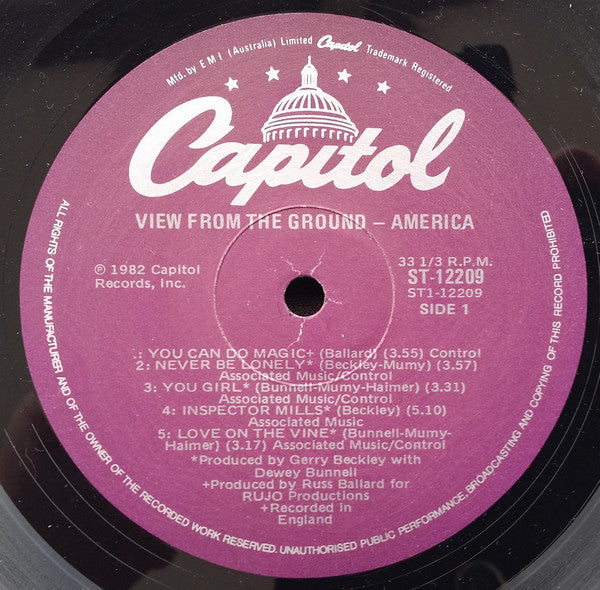 Mfd. by E M I (Australia) Limited Capitol Trademark Registered
Capitol
VIEW FROM THE GROUND – AMERICA
℗ 1982 Capitol
Records, Inc.
33 1/3 R.P.M.
ST-12209
ST1-12209
SIDE 1
.: YOU CAN DO MAGIC+ (Ballard) (3.55) Control
2: NEVER BE LONELY* (Beckley-Mumy) (3.57)
Associated Music/Control
3: YOU GIRL* (Bunnell-Mumy-Haimer) (3.31)
Associated Music/Control
4: INSPECTOR MILLS* (Beckley) (5.10)
Associated Music
5: LOVE ON THE VINE* (Bunnell-Mumy-
Haimer) (3.17) Associated Music/Control
*Produced by Gerry Beckley with
Dewey Bunnell
+Produced by Russ Ballard for
RUJO Productions
+Recorded in
England
ALL RIGHTS OF THE MANUFACTURER AND OF THE OWNER OF THE RECORDED WORK RESERVED. UNAUTHORISED PUBLIC PERFORMANCE, BROADCASTING AND COPYING OF THIS RECORD PROHIBITED